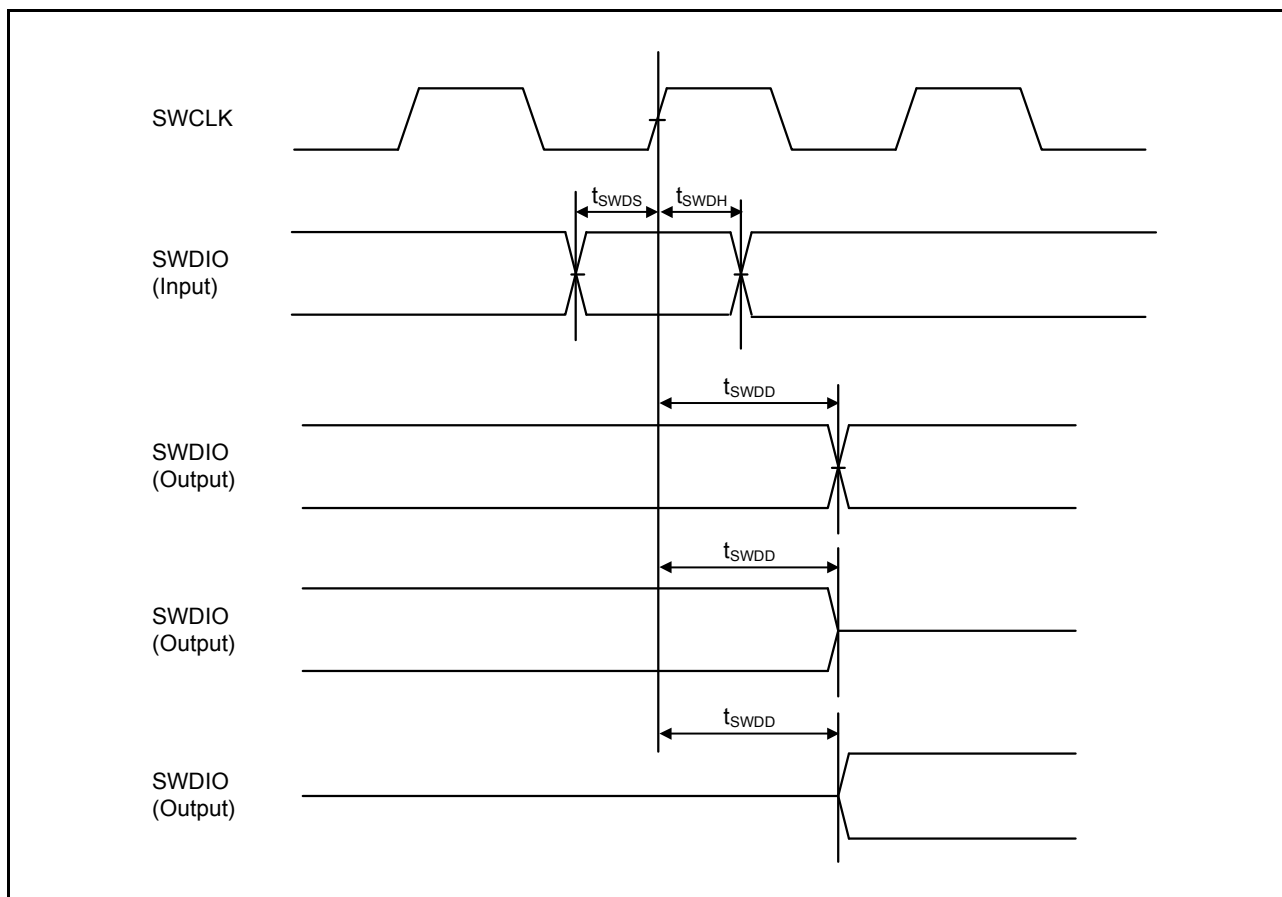 SWCLK
tSWDS
tSWDH
SWDIO
(Input)
tSWDD
SWDIO
(Output)
tSWDD
SWDIO
(Output)
tSWDD
SWDIO
(Output)